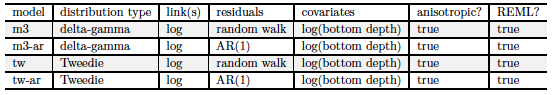 model distribution type link(s) residuals covariates anisotropic? REML?
m3 delta-gamma log random walk log(bottom depth) true true
m3-ar delta-gamma log AR(1) log(bottom depth) true true
tw Tweedie log random walk log(bottom depth) true true
tw-ar Tweedie log AR(1) log(bottom depth) true true